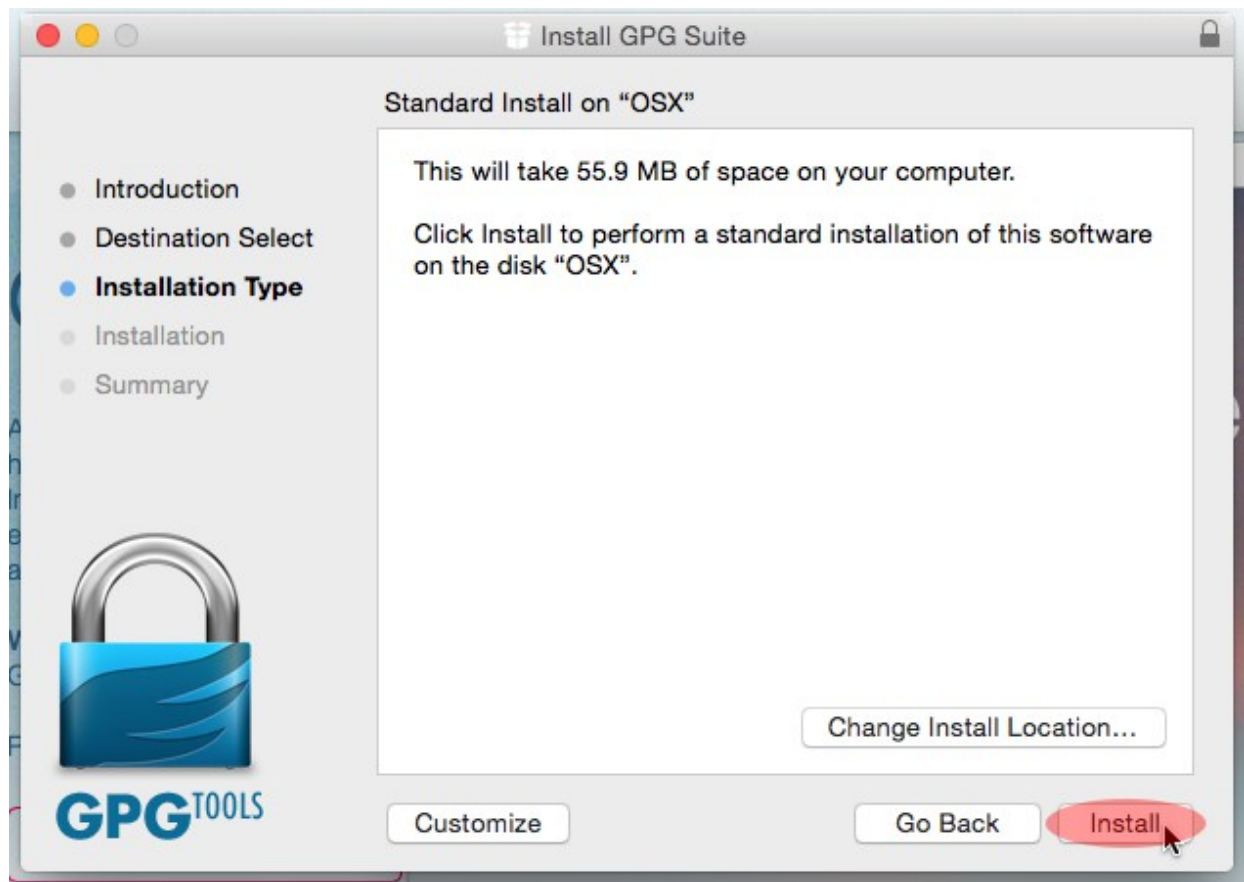 Install GPG Suite
Standard Install on “OSX”
Introduction
Destination Select
Installation Type
Installation
Summary
This will take 55.9 MB of space on your computer.
Click Install to perform a standard installation of this software
on the disk “OSX”.
Change Install Location...
GPGTOOLS
Customize
Go Back
Install